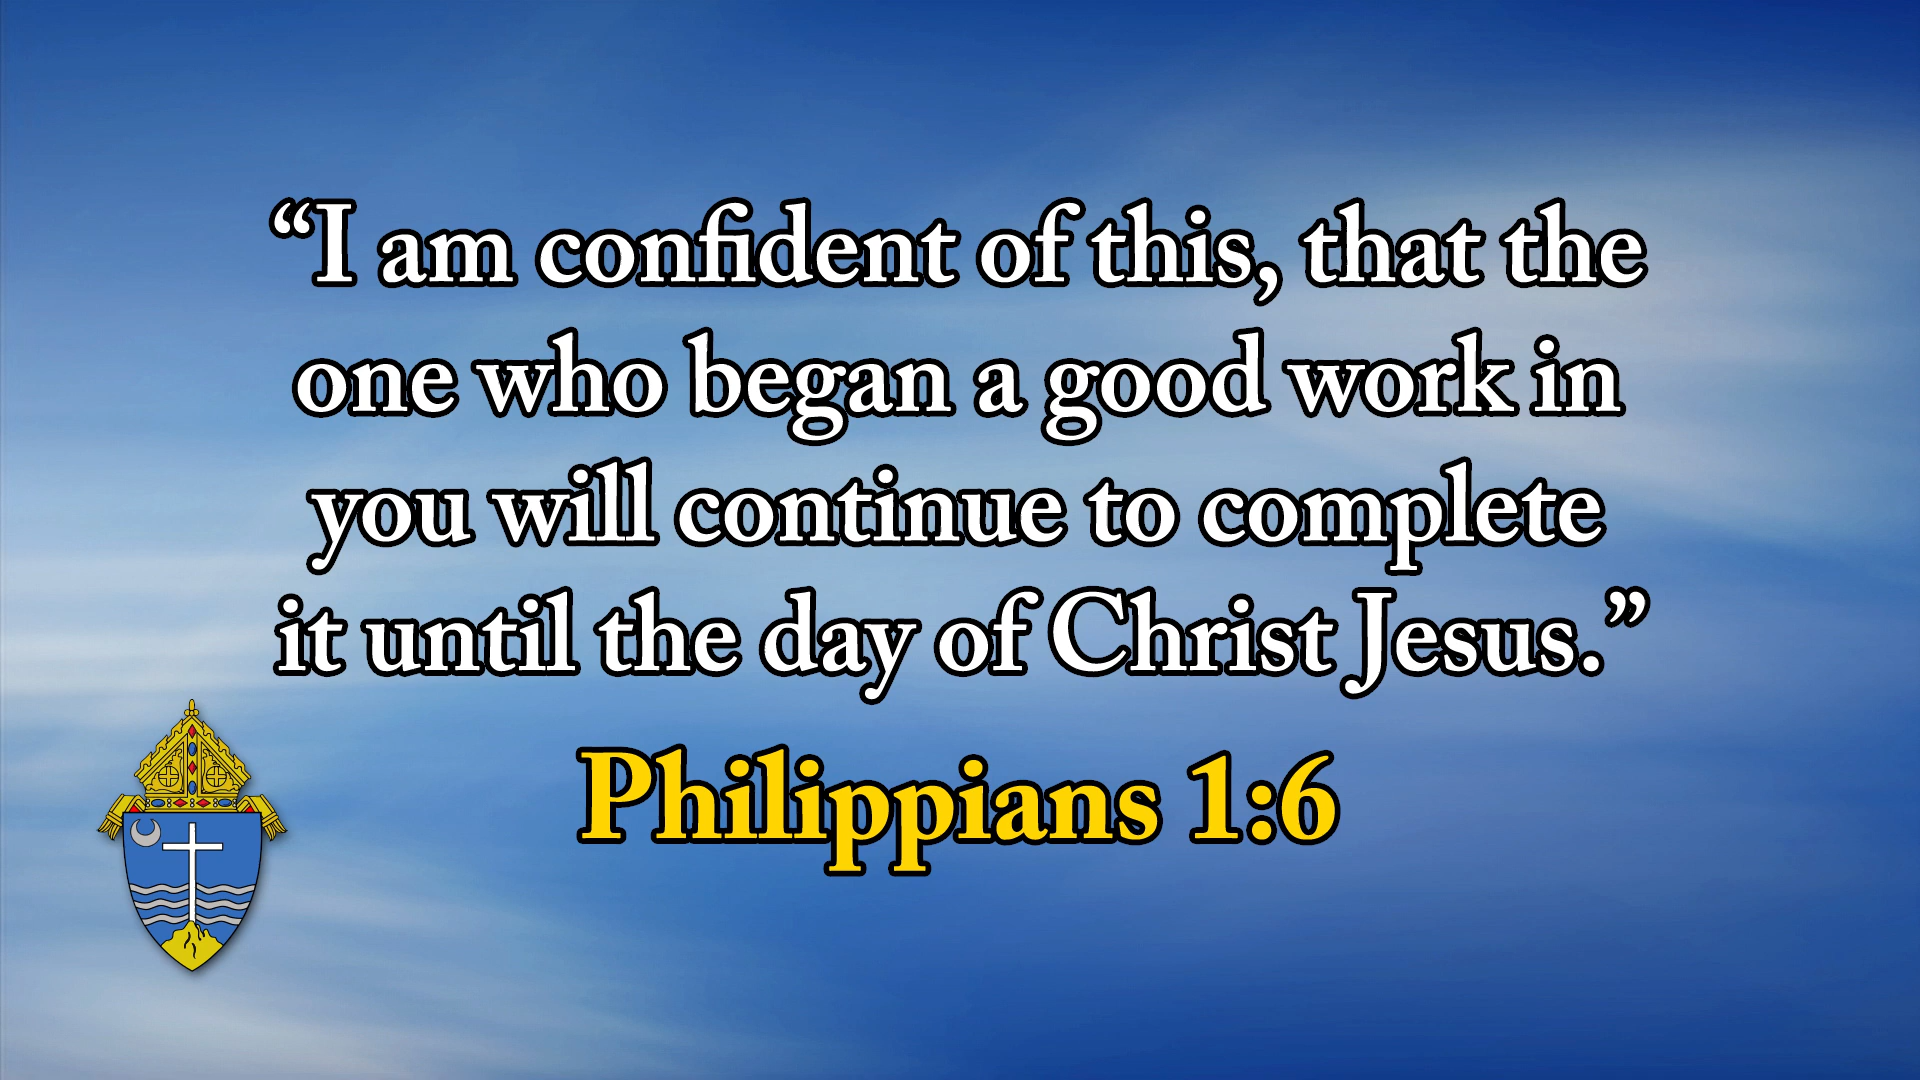 “I am confident of this, that the
one who began a good work in
you will continue to complete
it until the day of Christ Jesus.”
Philippians 1:6